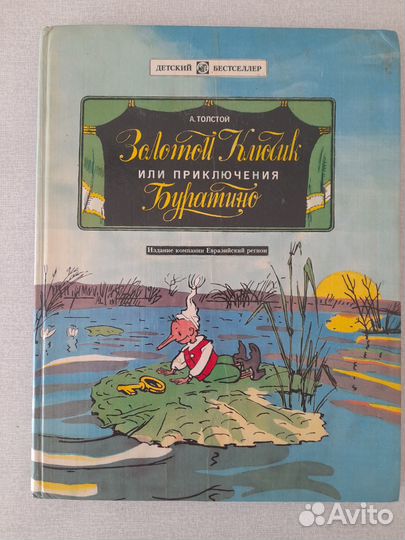 ДЕТСКИЙ БЕСТСЕЛЛЕР
А.ТОЛСТОЙ
Золотой Ключик
ИЛИ ПРИКЛЮЧЕНИЯ
Буратино
Издание компании Евразийский регион
Avito